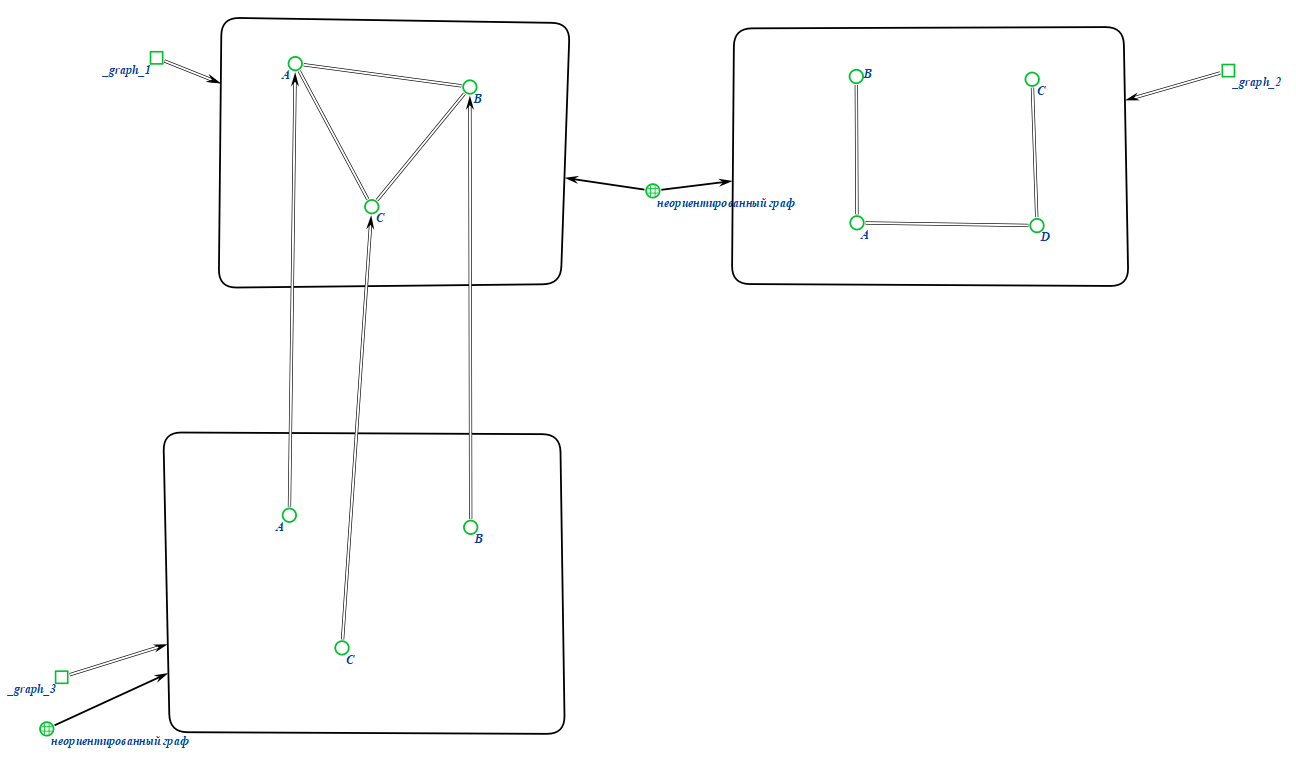 _graph_1
A
B
C
B
C
_graph_2
неориентированный граф
A
D
A
B
C
_graph_3
неориентированный граф